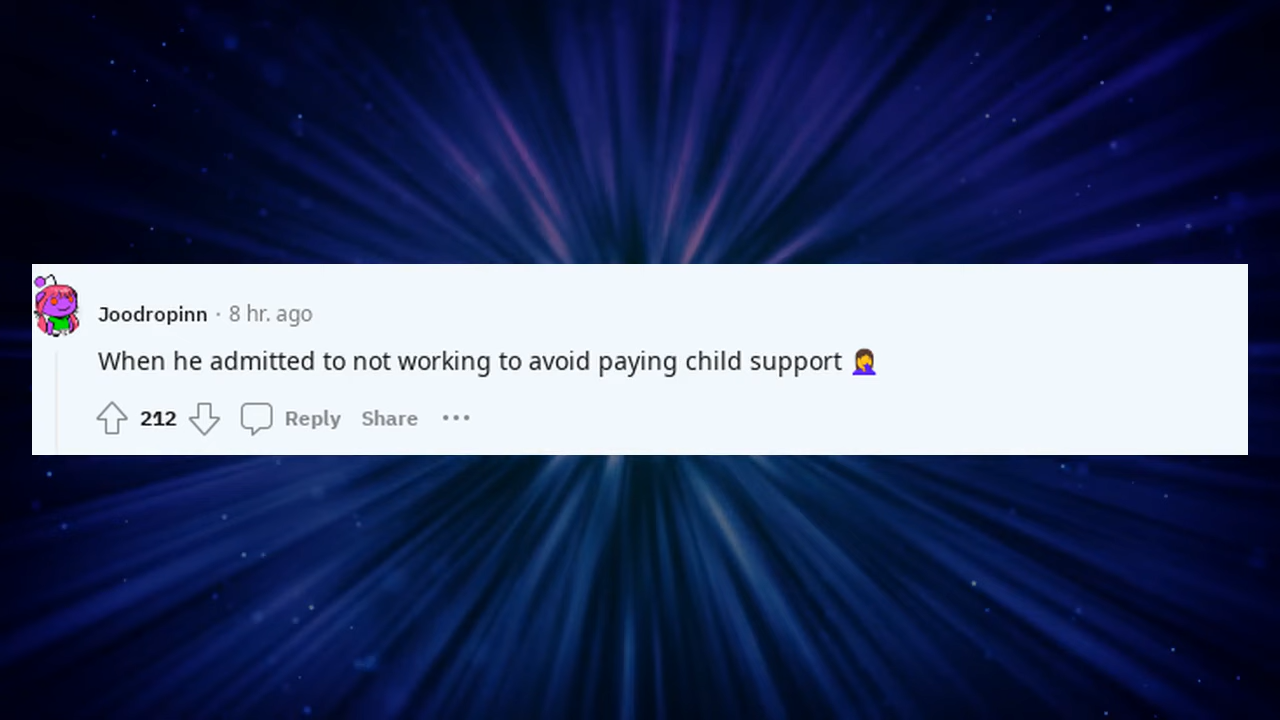 Joodropinn · 8 hr. ago
When he admitted to not working to avoid paying child support 🤦‍♀️
212 Reply Share ···